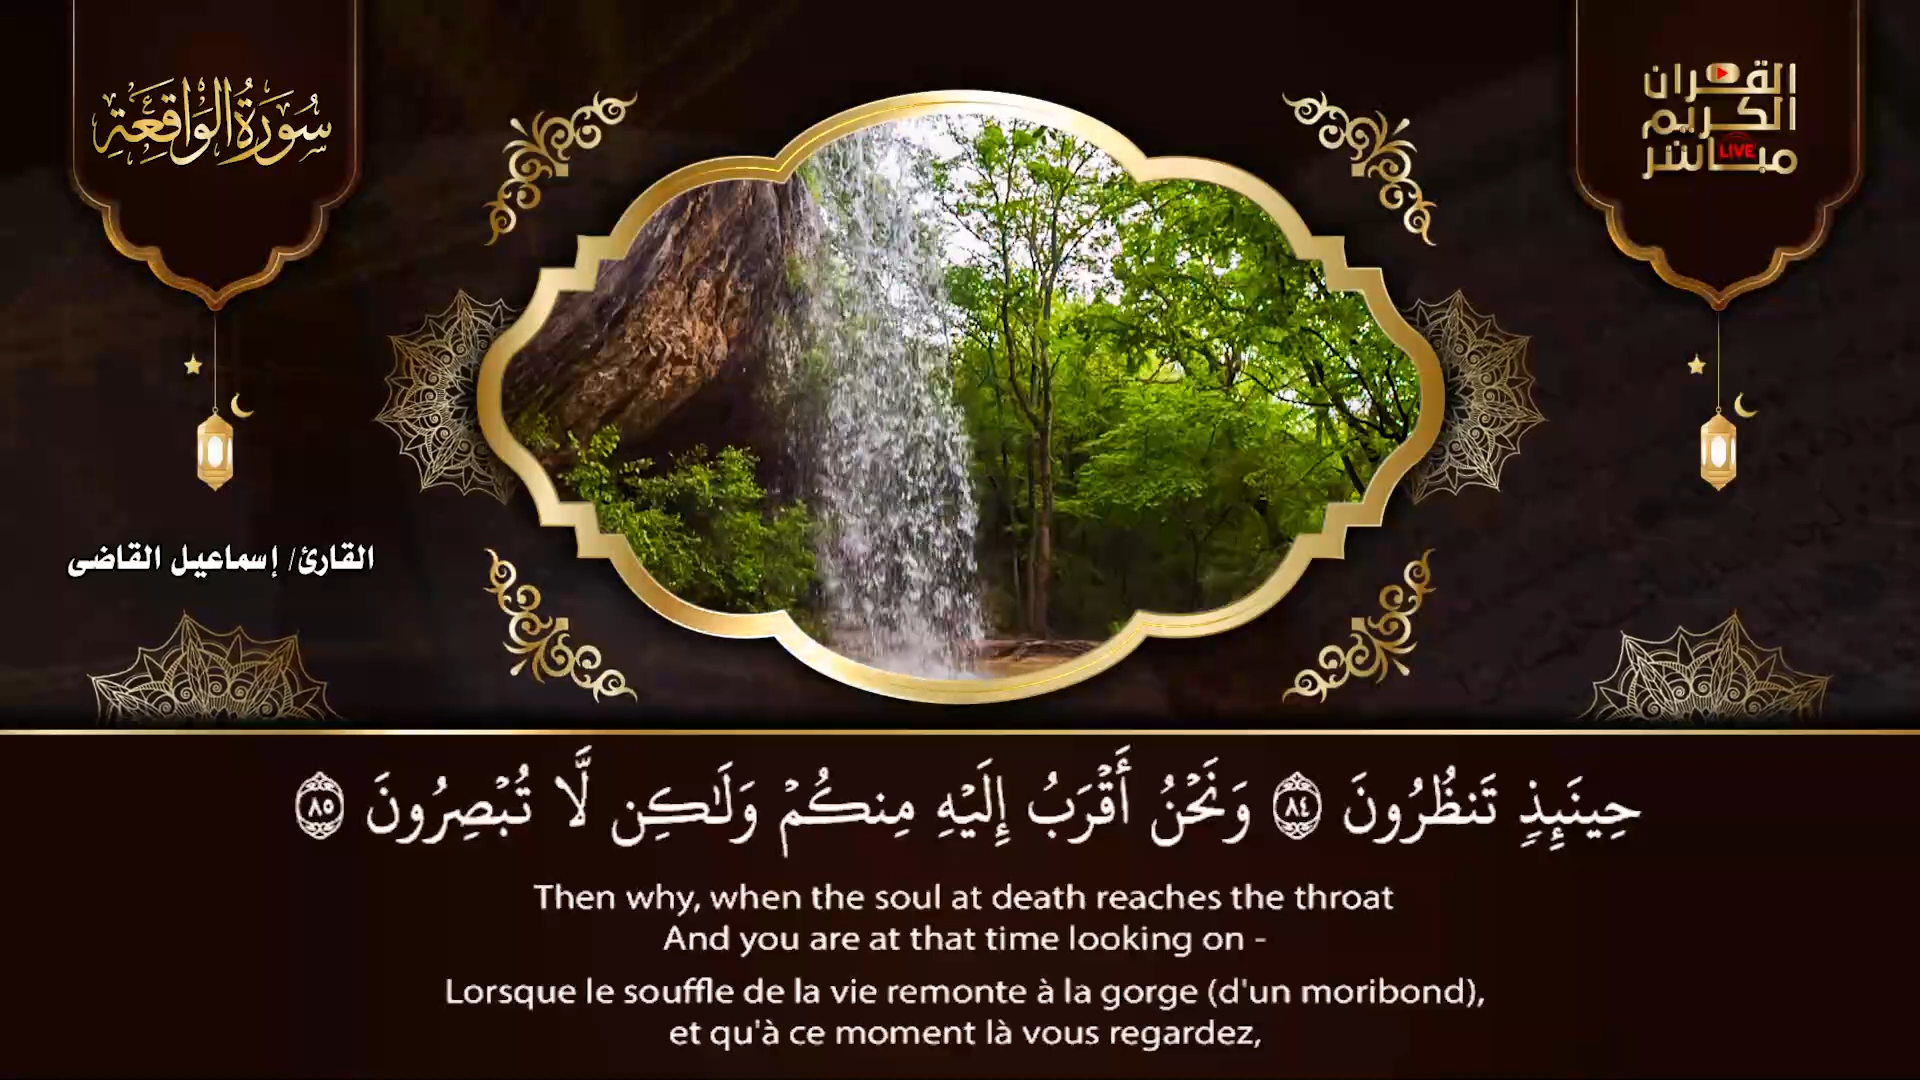 سُورَةُ الوَاقِعَةِ
القرآن
الكريم
مباشر
LIVE
القارئ/ إسماعيل القاضى
حِينَئِذٖ تَنظُرُونَ ٨٤ وَنَحۡنُ أَقۡرَبُ إِلَيۡهِ مِنكُمۡ وَلَٰكِن لَّا تُبۡصِرُونَ ٨٥
Then why, when the soul at death reaches the throat
And you are at that time looking on -
Lorsque le souffle de la vie remonte à la gorge (d'un moribond),
et qu'à ce moment là vous regardez,